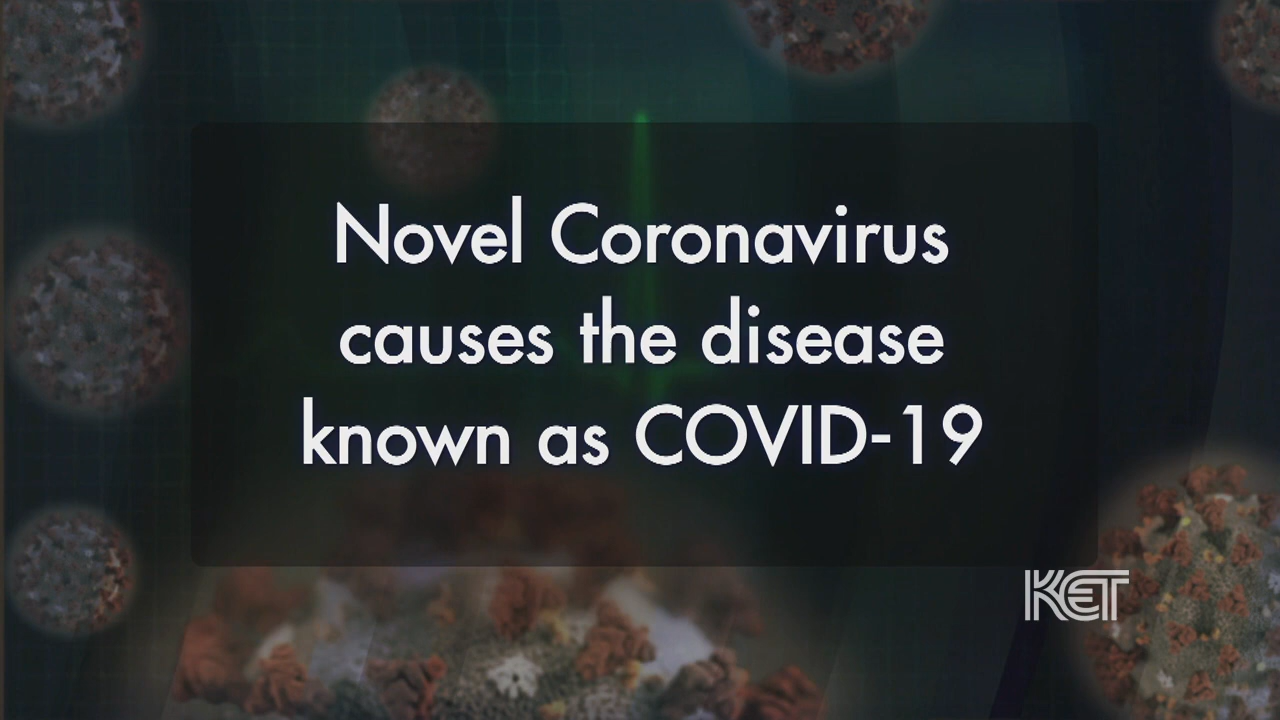 Novel Coronavirus
causes the disease
known as COVID-19
KET